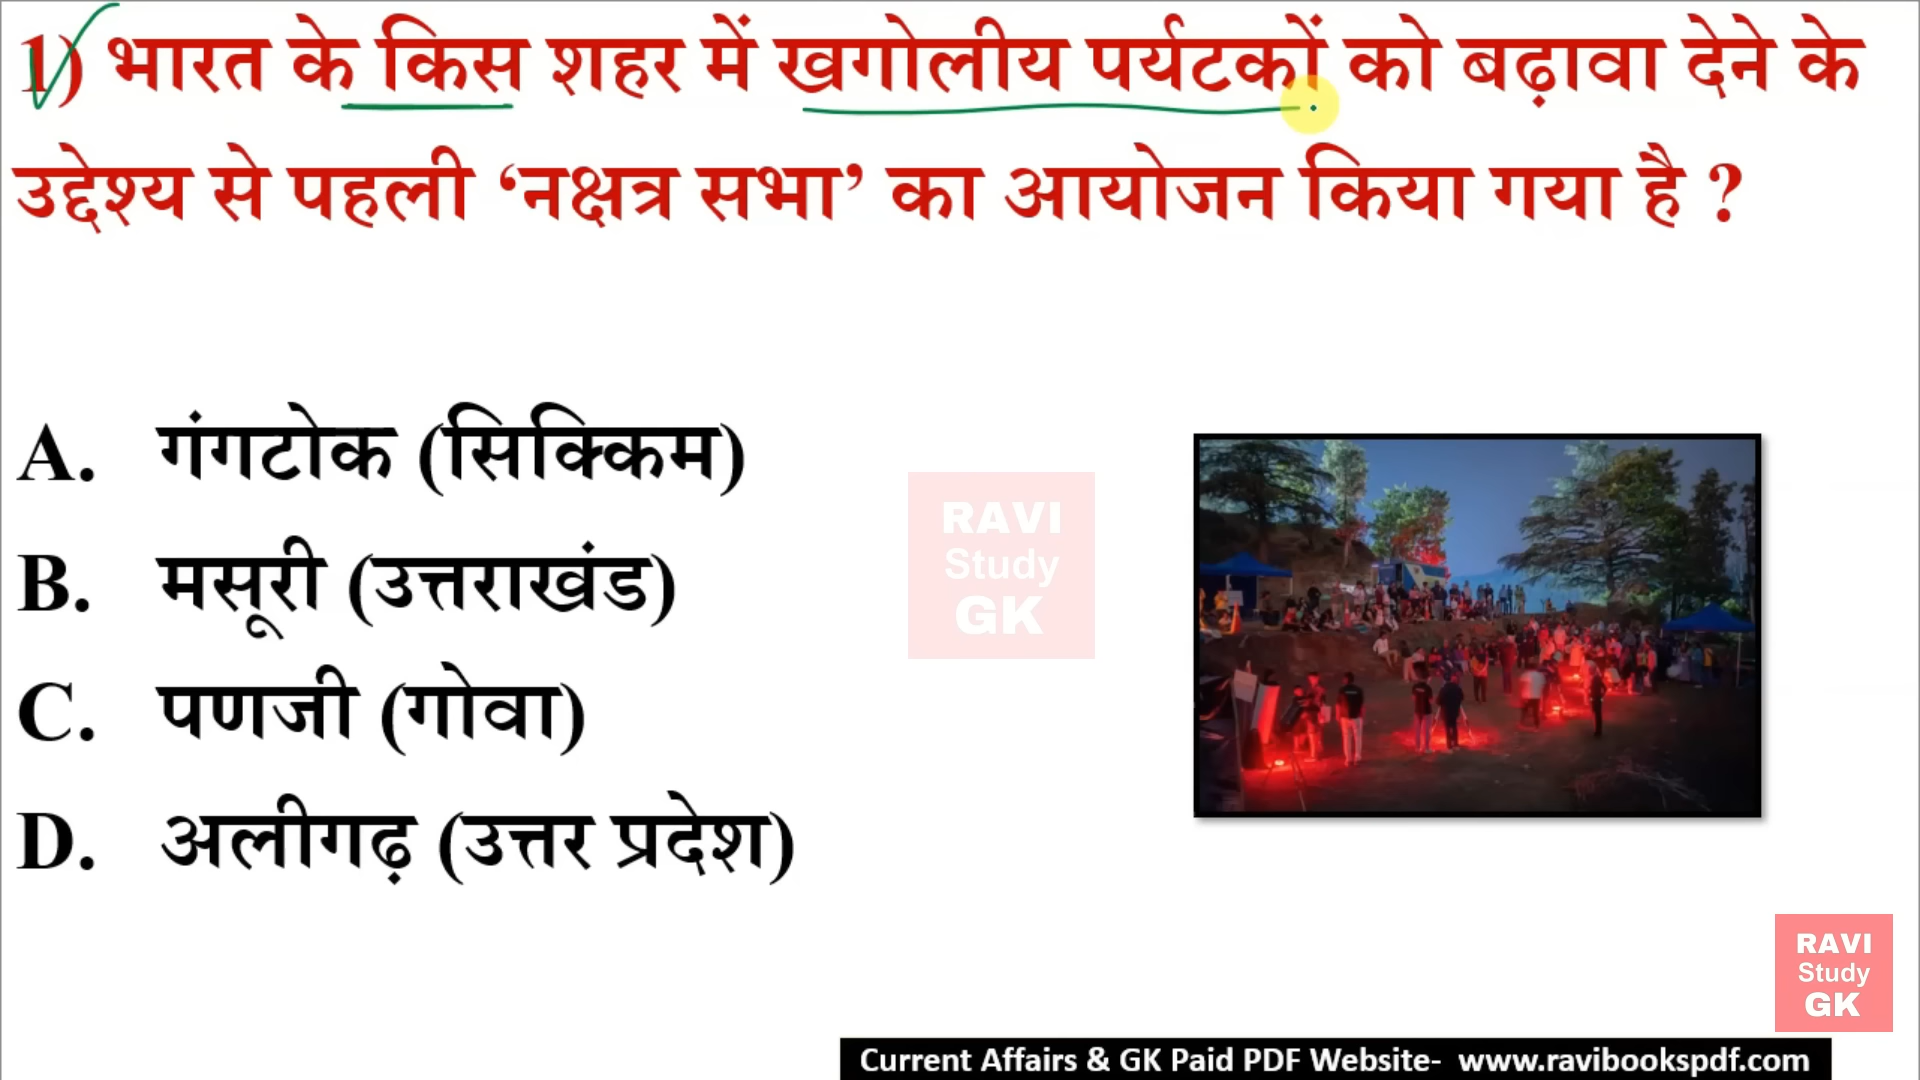 1) भारत के किस शहर में खगोलीय पर्यटकों को बढ़ावा देने के
उद्देश्य से पहली ‘नक्षत्र सभा’ का आयोजन किया गया है ?
A. गंगटोक (सिक्किम)
B. मसूरी (उत्तराखंड)
C. पणजी (गोवा)
D. अलीगढ़ (उत्तर प्रदेश)
RAVI
Study
GK
RAVI
Study
GK
Current Affairs & GK Paid PDF Website- www.ravibookspdf.com